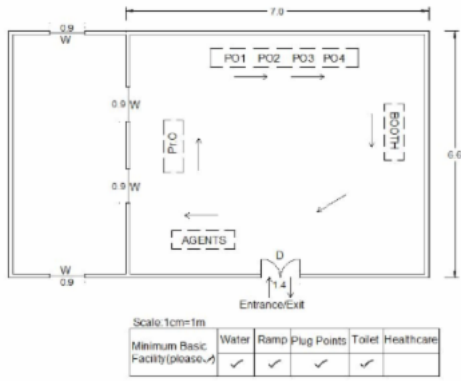 7.0
0.9
W
PO1 PO2 PO3 PO4
0.9 W
PrO
BOOTH
6.6
0.9 W
AGENTS
W
0.9
D
1.4
Entrance/Exit
Scale:1cm=1m
Minimum Basic Facility(please✓) Water Ramp Plug Points Toilet Healthcare
✓ ✓ ✓ ✓